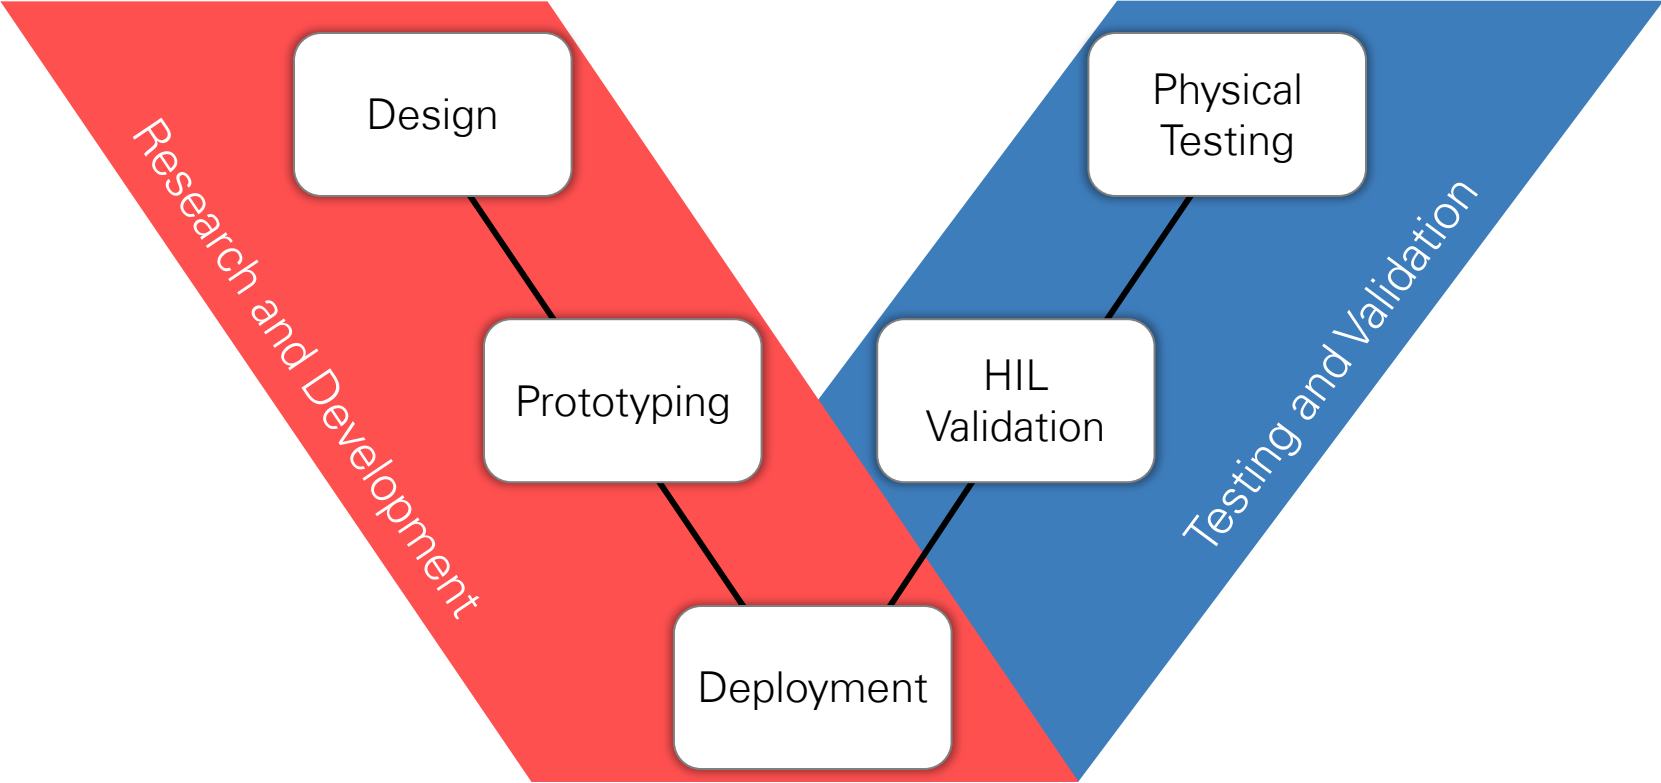 Design
Physical
Testing
Research and Development
Testing and Validation
Prototyping
HIL
Validation
Deployment